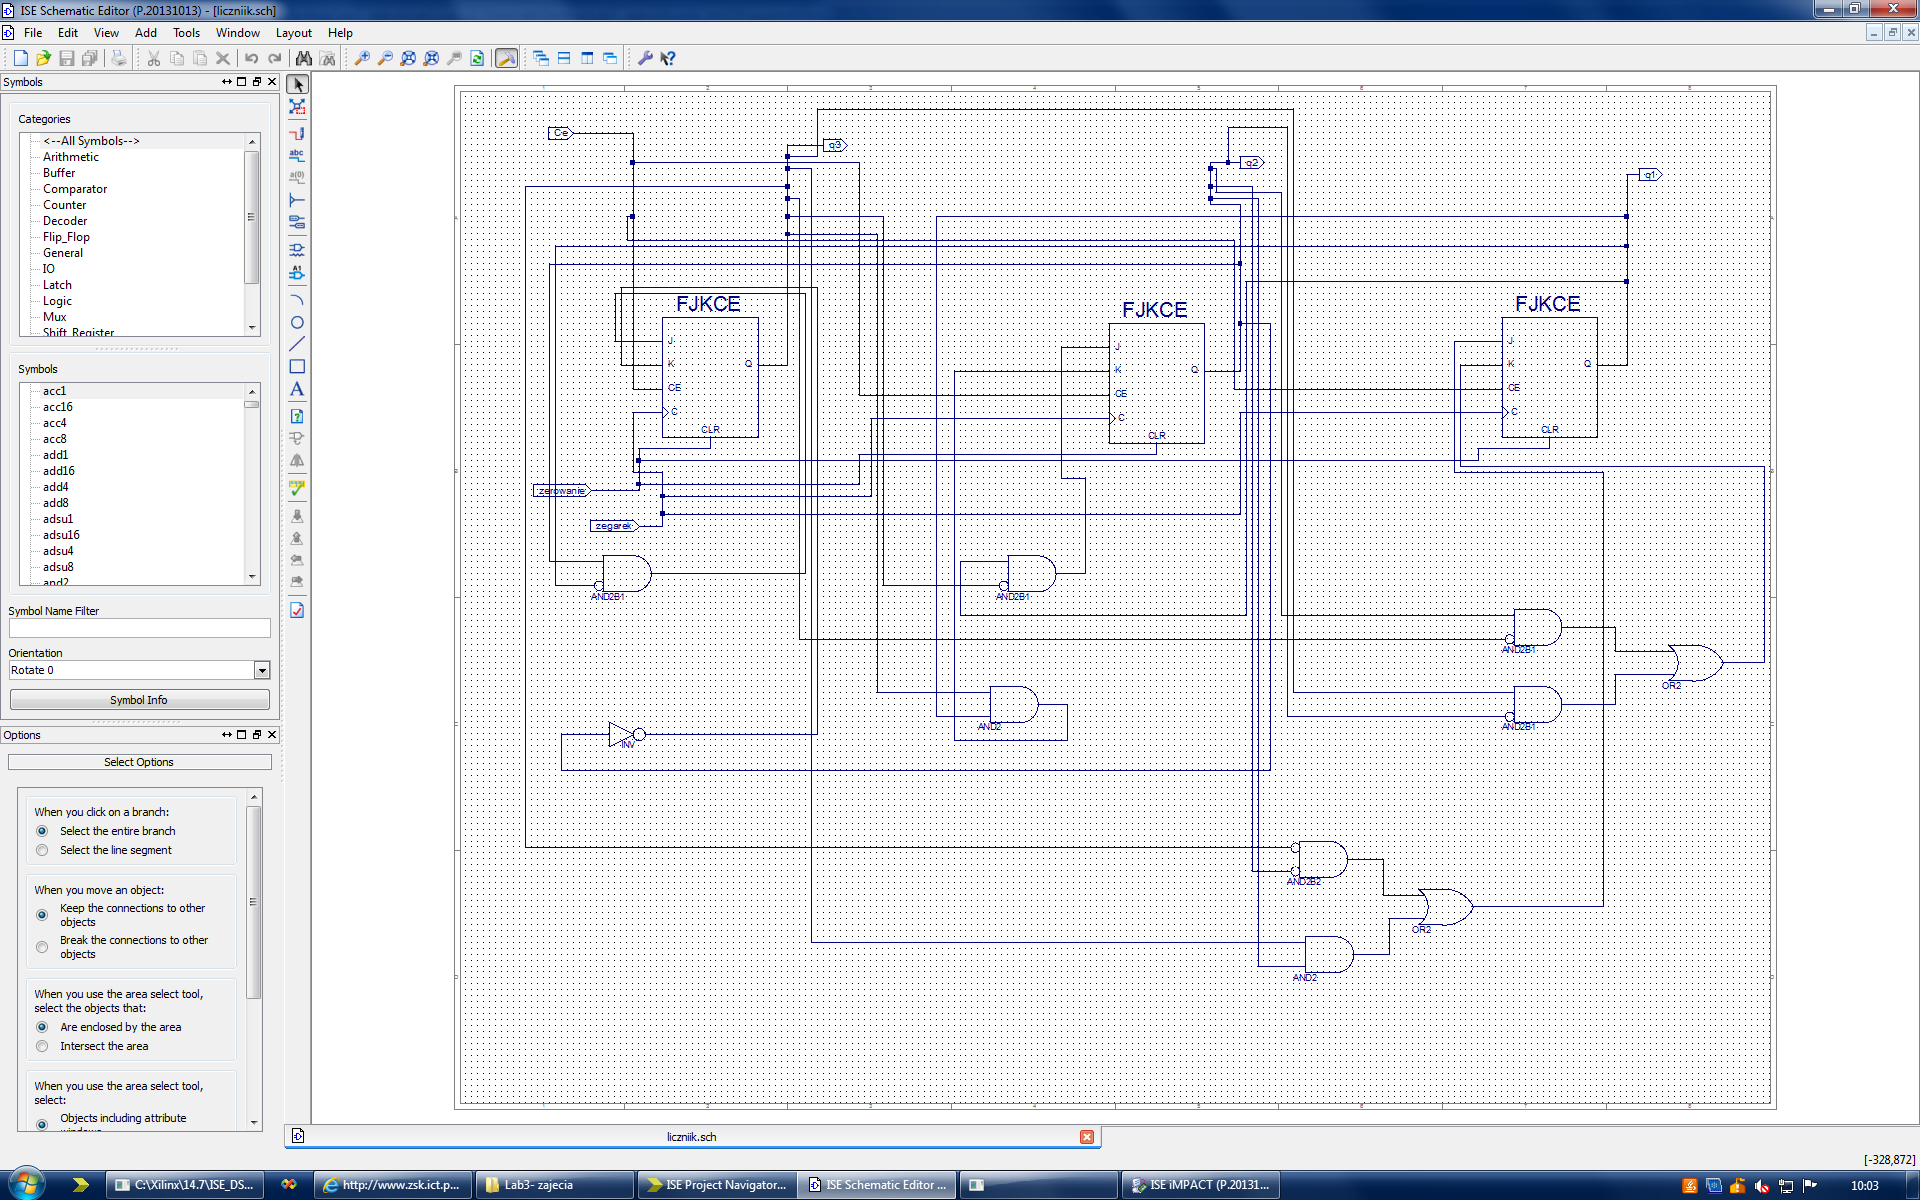 ISE Schematic Editor (P.20131013) - [liczniik.sch]
File Edit View Add Tools Window Layout Help
Symbols
Categories
<--All Symbols-->
Arithmetic
Buffer
Comparator
Counter
Decoder
Flip_Flop
General
IO
Latch
Logic
Mux
Shift_Register
Symbols
acc1
acc16
acc4
acc8
add1
add16
add4
add8
adsu1
adsu16
adsu4
adsu8
and2
Symbol Name Filter
Orientation
Rotate 0
Symbol Info
Options
Select Options
When you click on a branch:
Select the entire branch
Select the line segment
When you move an object:
Keep the connections to other
objects
Break the connections to other
objects
When you use the area select tool,
select the objects that:
Are enclosed by the area
Intersect the area
When you use the area select tool,
select:
Objects including attribute
windows
Ce
q3
q2
q1
FJKCE
J
K
Q
CE
C
CLR
FJKCE
J
K
Q
CE
C
CLR
FJKCE
J
K
Q
CE
C
CLR
zerowanie
zegarek
AND2B1
AND2B1
AND2B1
OR2
AND2
AND2B1
INV
AND2B2
OR2
AND2
liczniik.sch
[-328,872]
C:\Xilinx\14.7\ISE_DS...
http://www.zsk.ict.p...
Lab3- zajecia
ISE Project Navigator...
ISE Schematic Editor ...
ISE iMPACT (P.20131...
10:03